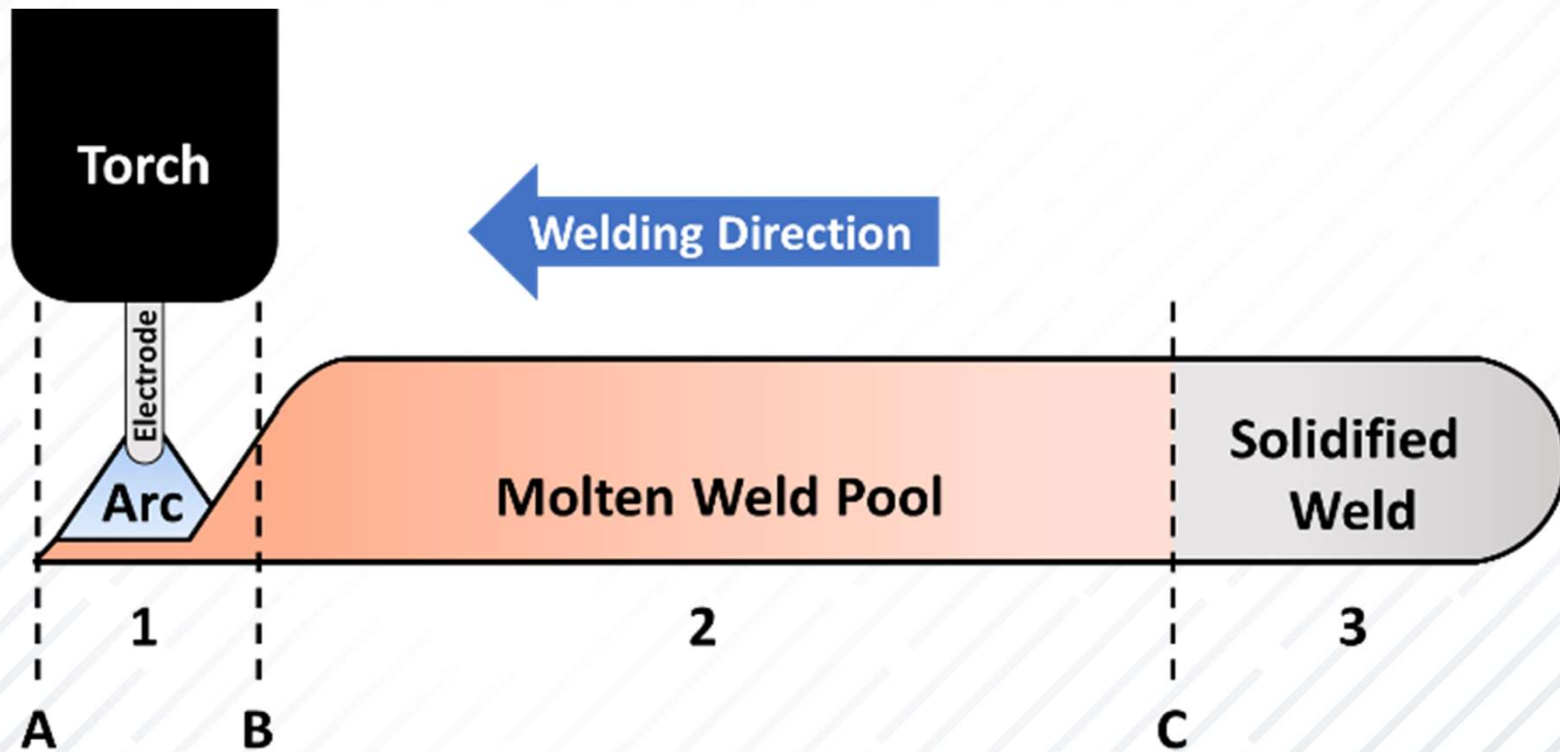 Torch
Welding Direction
Electrode
Arc
Molten Weld Pool
Solidified
Weld
1
2
3
A
B
C